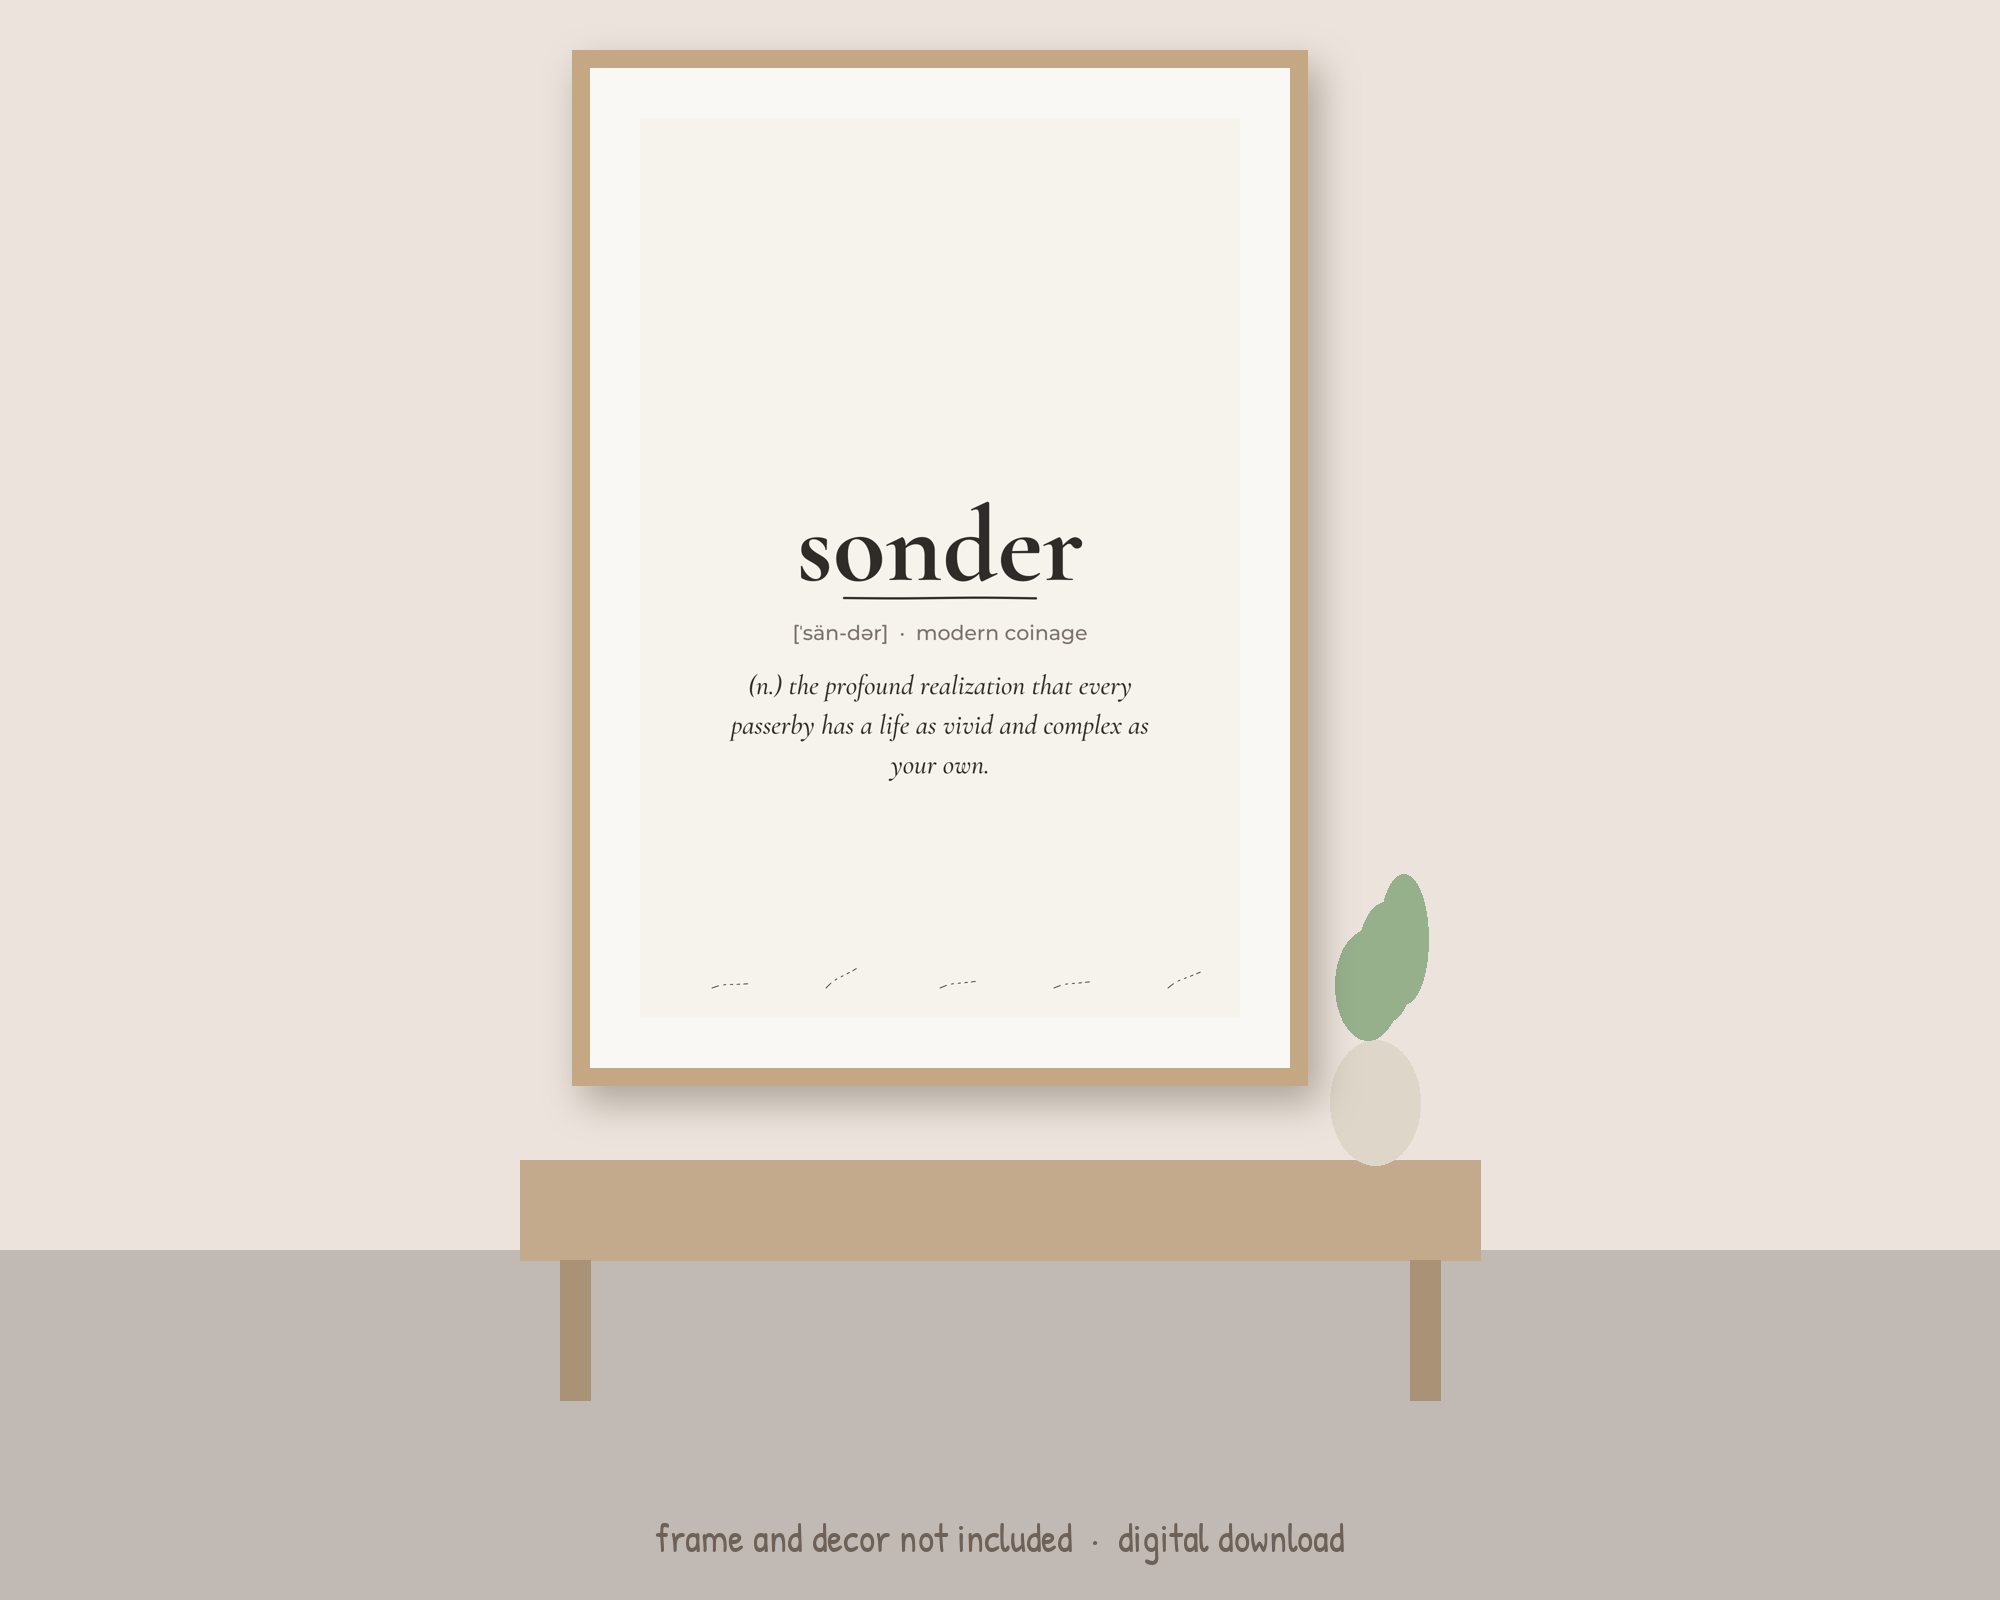 sonder
[ˈsän-dər] · modern coinage
(n.) the profound realization that every
passerby has a life as vivid and complex as
your own.
frame and decor not included · digital download